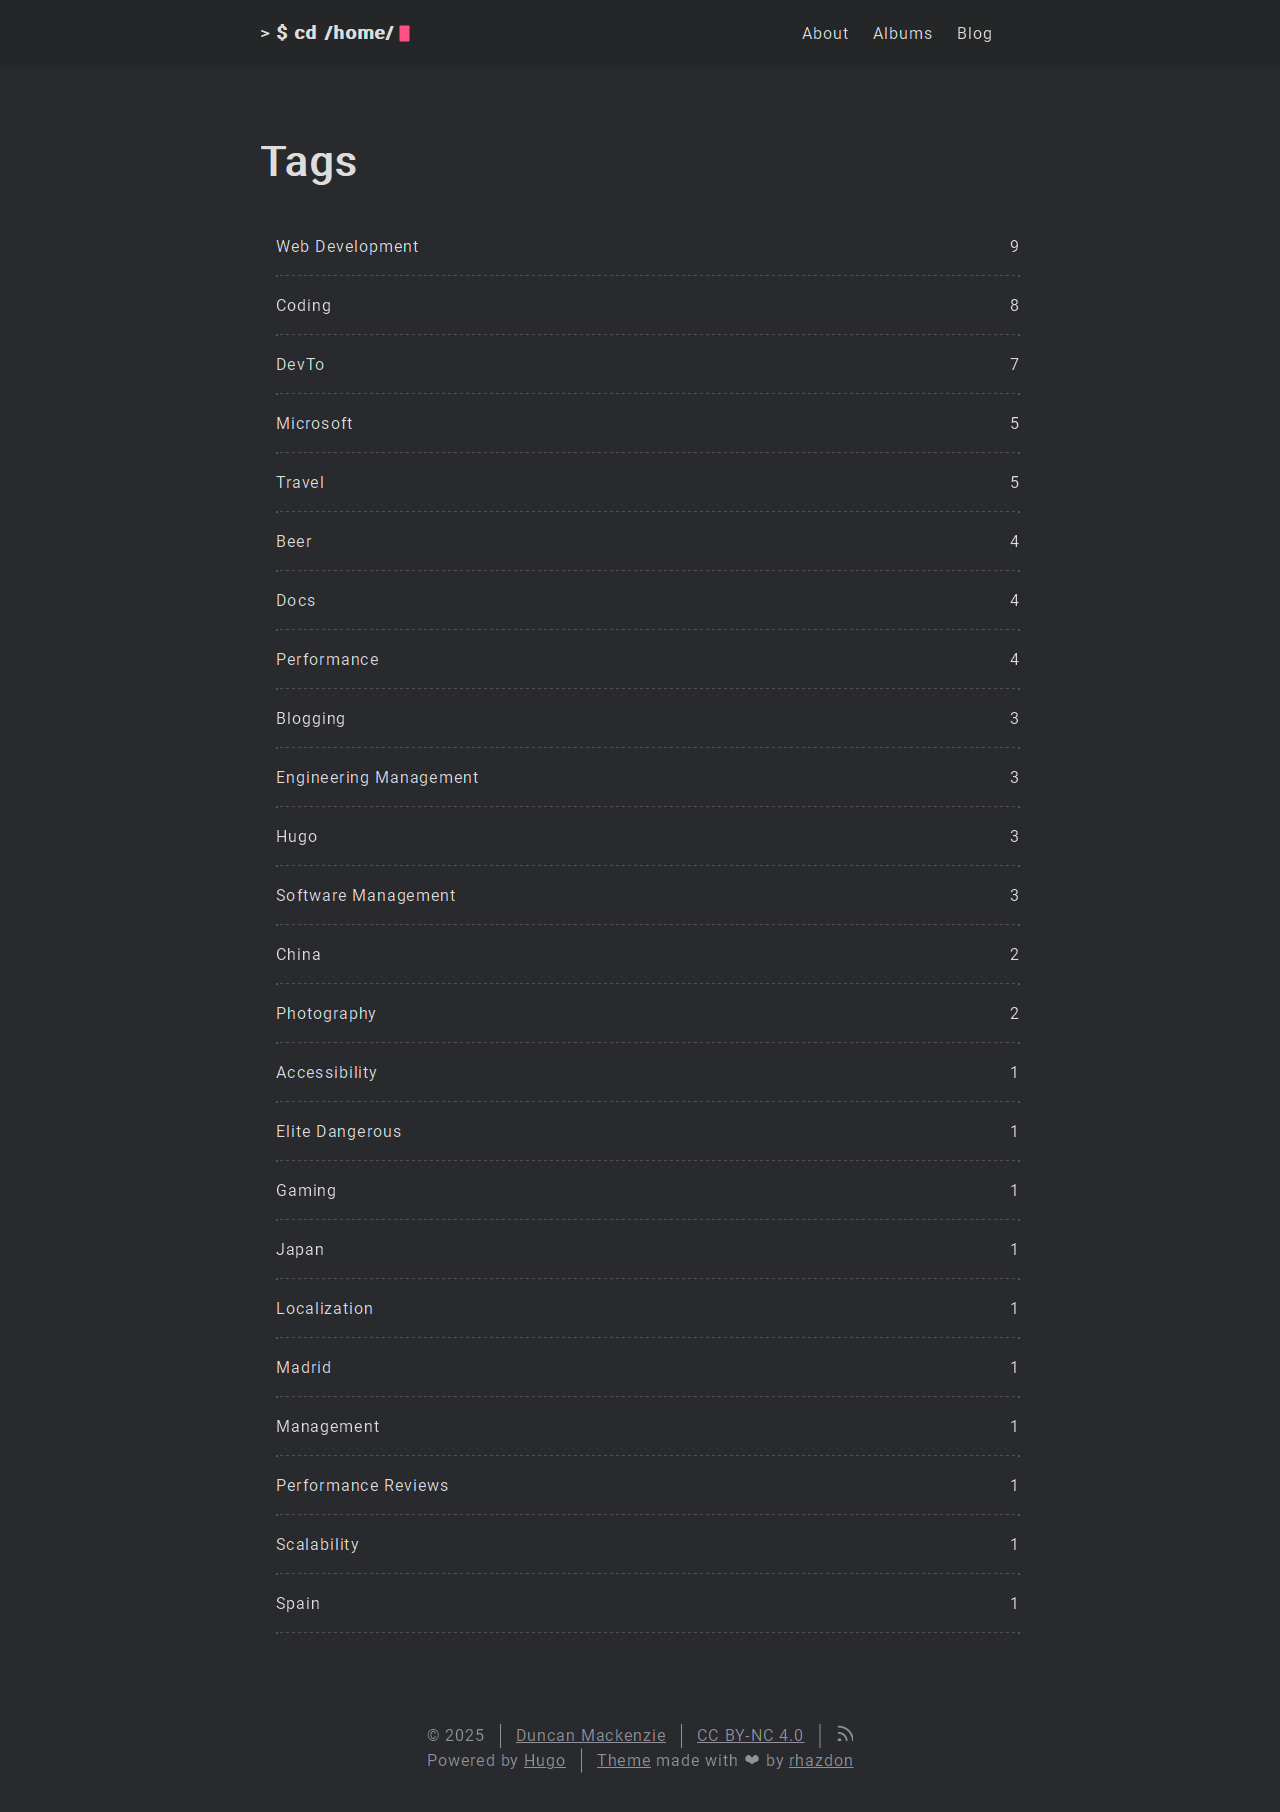 > $ cd /home/
About Albums Blog
Tags
Web Development 9
Coding 8
DevTo 7
Microsoft 5
Travel 5
Beer 4
Docs 4
Performance 4
Blogging 3
Engineering Management 3
Hugo 3
Software Management 3
China 2
Photography 2
Accessibility 1
Elite Dangerous 1
Gaming 1
Japan 1
Localization 1
Madrid 1
Management 1
Performance Reviews 1
Scalability 1
Spain 1
© 2025 Duncan Mackenzie CC BY-NC 4.0
Powered by Hugo Theme made with ❤ by rhazdon